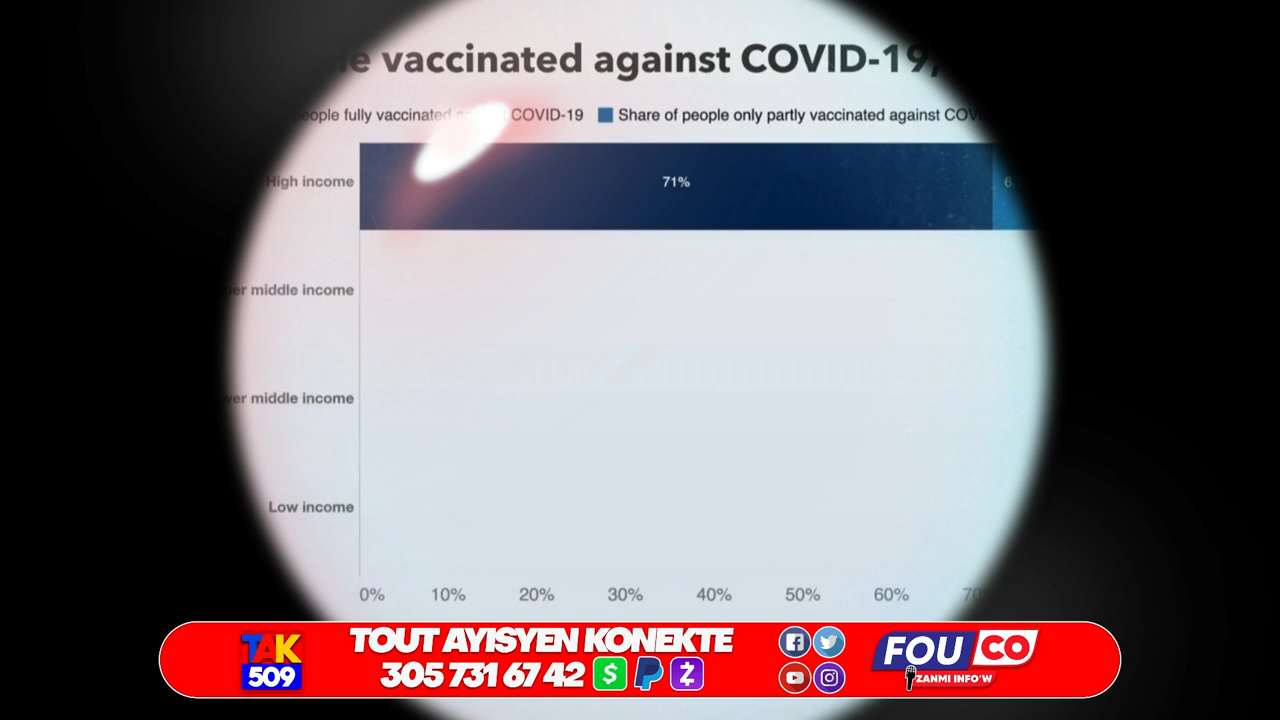 vaccinated against COVID-19,
people fully vaccinated COVID-19 Share of people only partly vaccinated against
High income 71%
middle income
middle income
Low income
0% 10% 20% 30% 40% 50% 60%
TAK
509
TOUT AYISYEN KONEKTE
305 731 67 42
FOUCO
ZANMI INFO'W